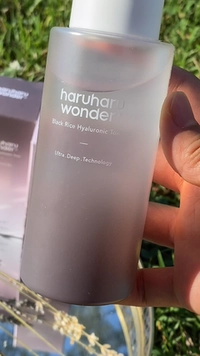 haruharu
wonder
Black Rice Hyaluronic
Ultra Deep Technology